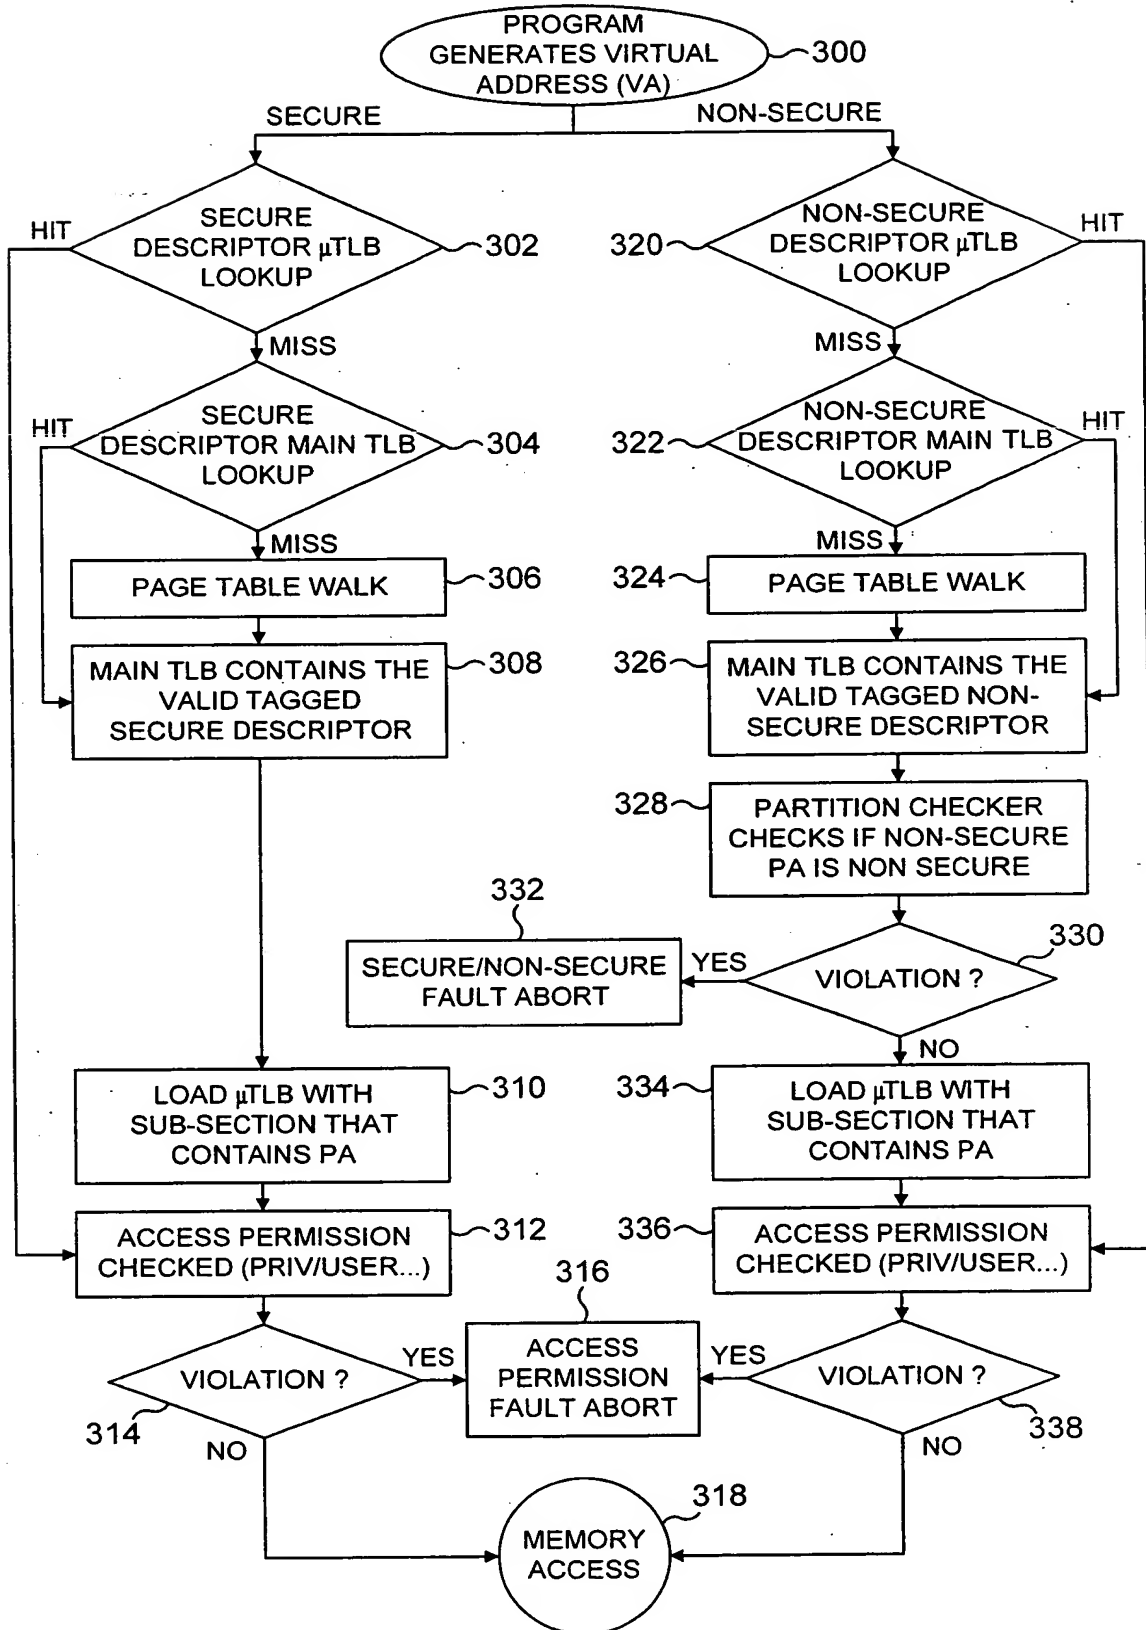 PROGRAM
GENERATES VIRTUAL
ADDRESS (VA)
300
SECURE
NON-SECURE
HIT
SECURE
DESCRIPTOR μTLB
LOOKUP
302
320
NON-SECURE
DESCRIPTOR μTLB
LOOKUP
HIT
MISS
MISS
HIT
SECURE
DESCRIPTOR MAIN TLB
LOOKUP
304
322
NON-SECURE
DESCRIPTOR MAIN TLB
LOOKUP
HIT
MISS
MISS
PAGE TABLE WALK
306
324
PAGE TABLE WALK
MAIN TLB CONTAINS THE
VALID TAGGED
SECURE DESCRIPTOR
308
326
MAIN TLB CONTAINS THE
VALID TAGGED NON-
SECURE DESCRIPTOR
328
PARTITION CHECKER
CHECKS IF NON-SECURE
PA IS NON SECURE
332
SECURE/NON-SECURE
FAULT ABORT
YES
VIOLATION ?
330
NO
LOAD μTLB WITH
SUB-SECTION THAT
CONTAINS PA
310
334
LOAD μTLB WITH
SUB-SECTION THAT
CONTAINS PA
ACCESS PERMISSION
CHECKED (PRIV/USER...)
312
336
ACCESS PERMISSION
CHECKED (PRIV/USER...)
316
VIOLATION ?
YES
ACCESS
PERMISSION
FAULT ABORT
YES
VIOLATION ?
314
338
NO
NO
318
MEMORY
ACCESS